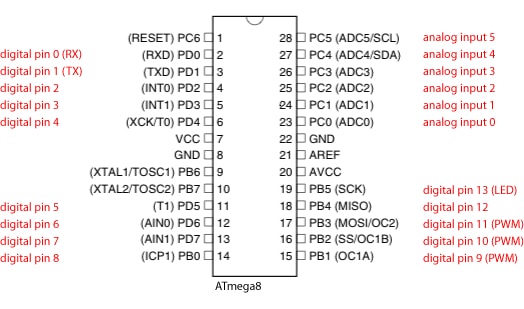 (RESET) PC6 1 28 PC5 (ADC5/SCL) analog input 5
digital pin 0 (RX) (RXD) PD0 2 27 PC4 (ADC4/SDA) analog input 4
digital pin 1 (TX) (TXD) PD1 3 26 PC3 (ADC3) analog input 3
digital pin 2 (INT0) PD2 4 25 PC2 (ADC2) analog input 2
digital pin 3 (INT1) PD3 5 24 PC1 (ADC1) analog input 1
digital pin 4 (XCK/T0) PD4 6 23 PC0 (ADC0) analog input 0
VCC 7 22 GND
GND 8 21 AREF
(XTAL1/TOSC1) PB6 9 20 AVCC
(XTAL2/TOSC2) PB7 10 19 PB5 (SCK) digital pin 13 (LED)
digital pin 5 (T1) PD5 11 18 PB4 (MISO) digital pin 12
digital pin 6 (AIN0) PD6 12 17 PB3 (MOSI/OC2) digital pin 11 (PWM)
digital pin 7 (AIN1) PD7 13 16 PB2 (SS/OC1B) digital pin 10 (PWM)
digital pin 8 (ICP1) PB0 14 15 PB1 (OC1A) digital pin 9 (PWM)
ATmega8